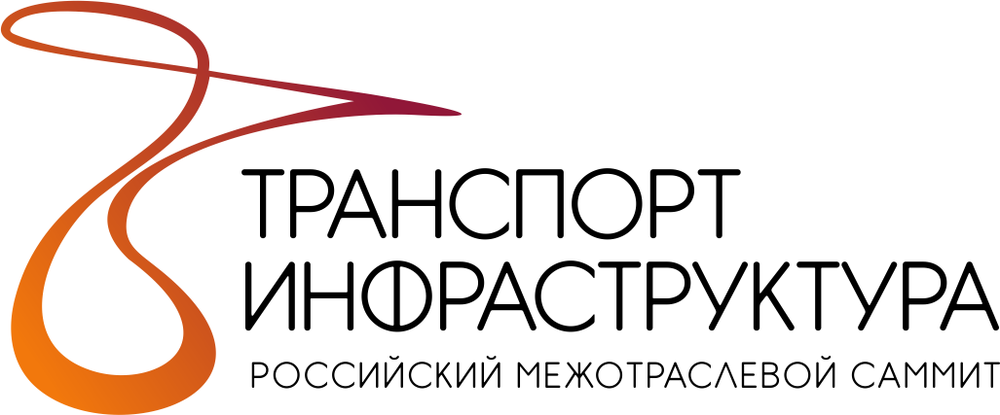 ТРАНСПОРТ
ИНФРАСТРУКТУРА
РОССИЙСКИЙ МЕЖОТРАСЛЕВОЙ САММИТ